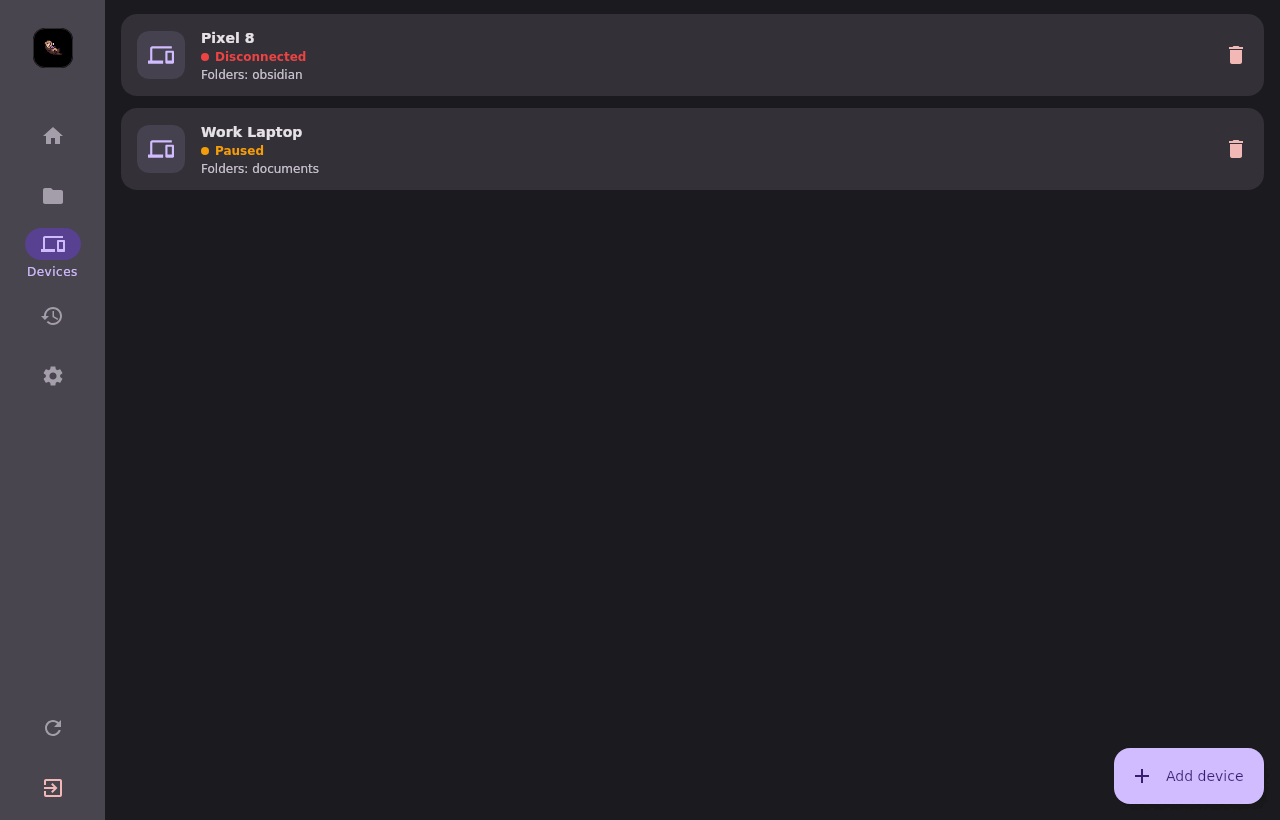 Pixel 8
Disconnected
Folders: obsidian
Work Laptop
Paused
Folders: documents
Devices
Add device